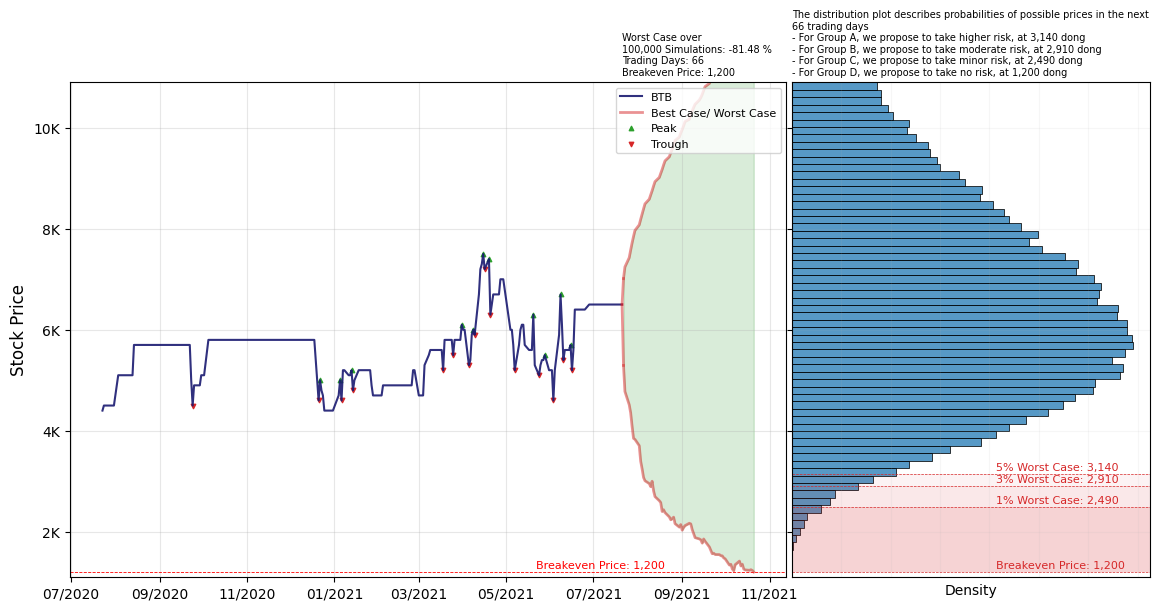 The distribution plot describes probabilities of possible prices in the next
66 trading days
- For Group A, we propose to take higher risk, at 3,140 dong
- For Group B, we propose to take moderate risk, at 2,910 dong
- For Group C, we propose to take minor risk, at 2,490 dong
- For Group D, we propose to take no risk, at 1,200 dong
Worst Case over
100,000 Simulations: -81.48 %
Trading Days: 66
Breakeven Price: 1,200
BTB
Best Case/ Worst Case
Peak
Trough
Stock Price
10K
8K
6K
4K
2K
Breakeven Price: 1,200
07/2020 09/2020 11/2020 01/2021 03/2021 05/2021 07/2021 09/2021 11/2021
5% Worst Case: 3,140
3% Worst Case: 2,910
1% Worst Case: 2,490
Breakeven Price: 1,200
Density